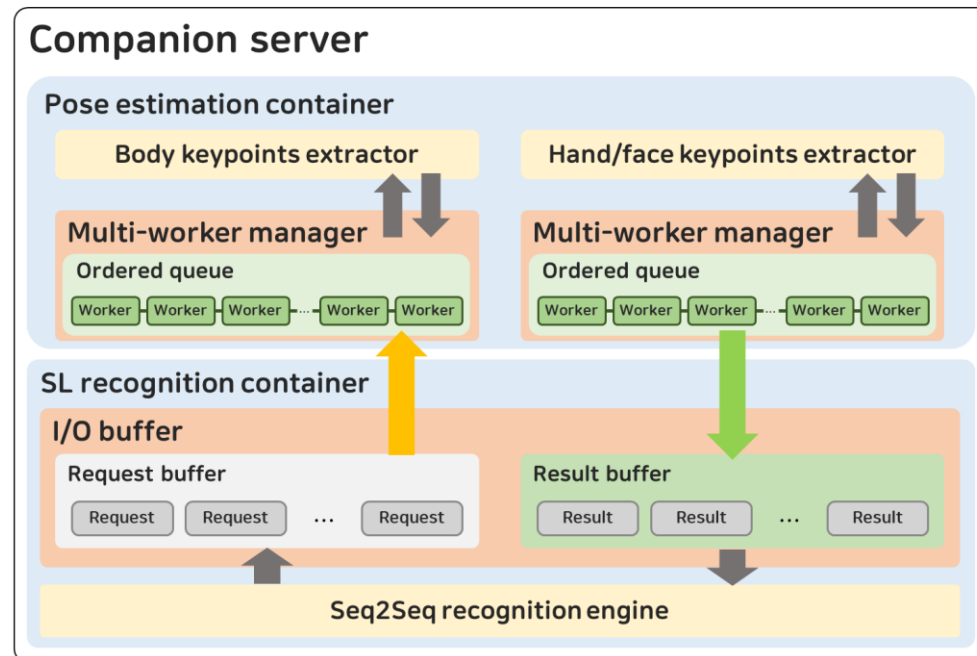 Companion server
Pose estimation container
Body keypoints extractor
Hand/face keypoints extractor
Multi-worker manager
Multi-worker manager
Ordered queue
Ordered queue
Worker Worker Worker ... Worker Worker
Worker Worker Worker ... Worker Worker
SL recognition container
I/O buffer
Request buffer
Result buffer
Request Request ... Request
Result Result ... Result
Seq2Seq recognition engine